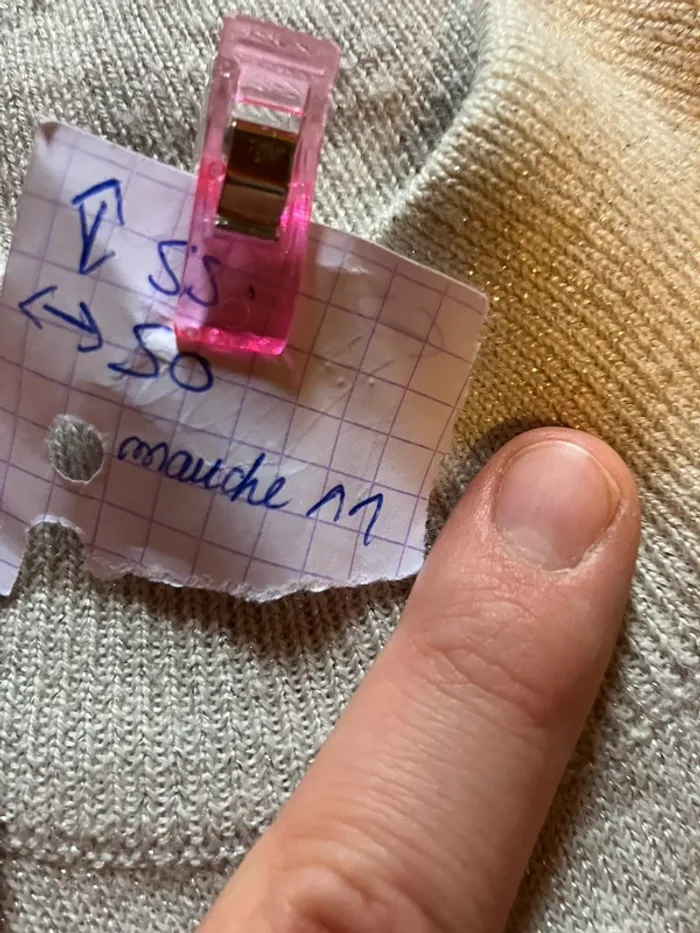 ↕ 55.
↔ 50
manche 11